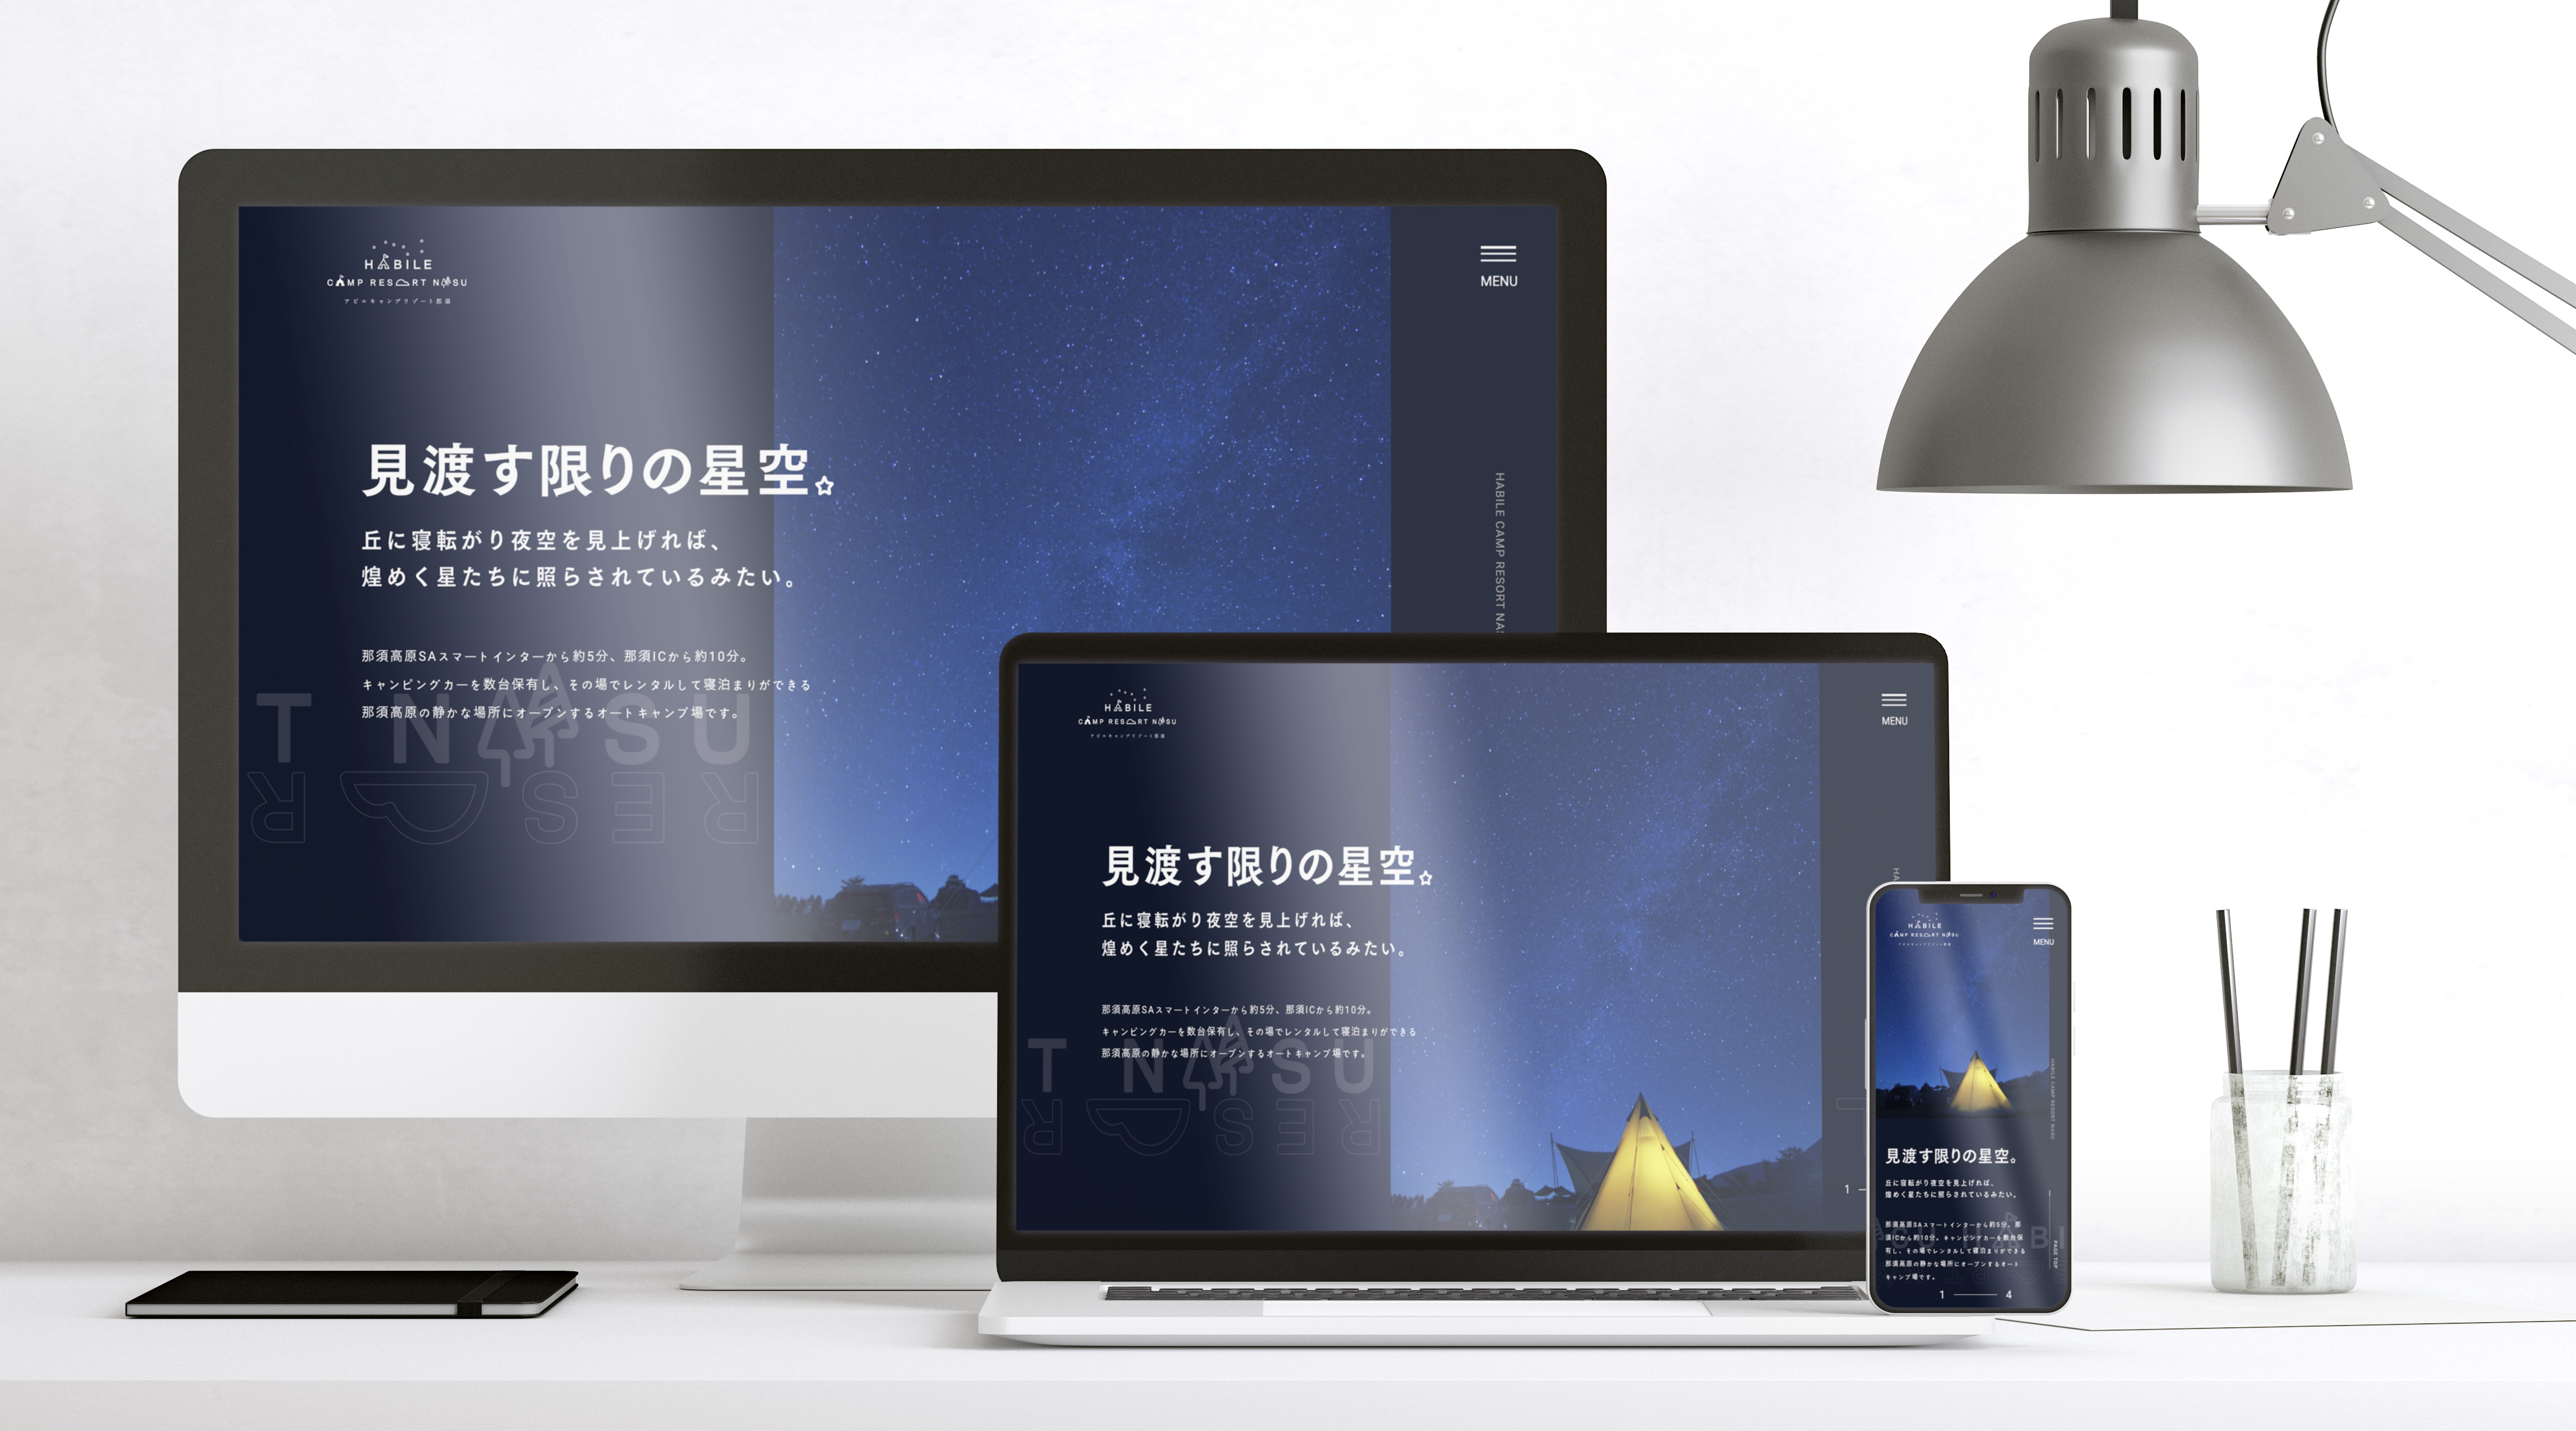 HABILE
CAMP RESORT NASU
アビルキャンプリゾート那須
MENU
見渡す限りの星空。
丘に寝転がり夜空を見上げれば、
煌めく星たちに照らされているみたい。
那須高原SAスマートインターから約5分、那須ICから約10分。
キャンピングカーを数台保有し、その場でレンタルして寝泊まりができる
那須高原の静かな場所にオープンするオートキャンプ場です。
T NASU
RESOR
HABILE CAMP RESORT NAS
HABILE
CAMP RESORT NASU
アビルキャンプリゾート那須
MENU
見渡す限りの星空。
丘に寝転がり夜空を見上げれば、
煌めく星たちに照らされているみたい。
那須高原SAスマートインターから約5分、那須ICから約10分。
キャンピングカーを数台保有し、その場でレンタルして寝泊まりができる
那須高原の静かな場所にオープンするオートキャンプ場です。
T NASU
RESOR
HA
1
HABILE
CAMP RESORT NASU
MENU
HABILE CAMP RESORT NASU
見渡す限りの星空。
丘に寝転がり夜空を見上げれば、
煌めく星たちに照らされているみたい。
那須高原SAスマートインターから約5分、那
須ICから約10分。キャンピングカーを数台保
有し、その場でレンタルして寝泊まりができる
那須高原の静かな場所にオープンするオート
キャンプ場です。
PAGE TOP
1 4